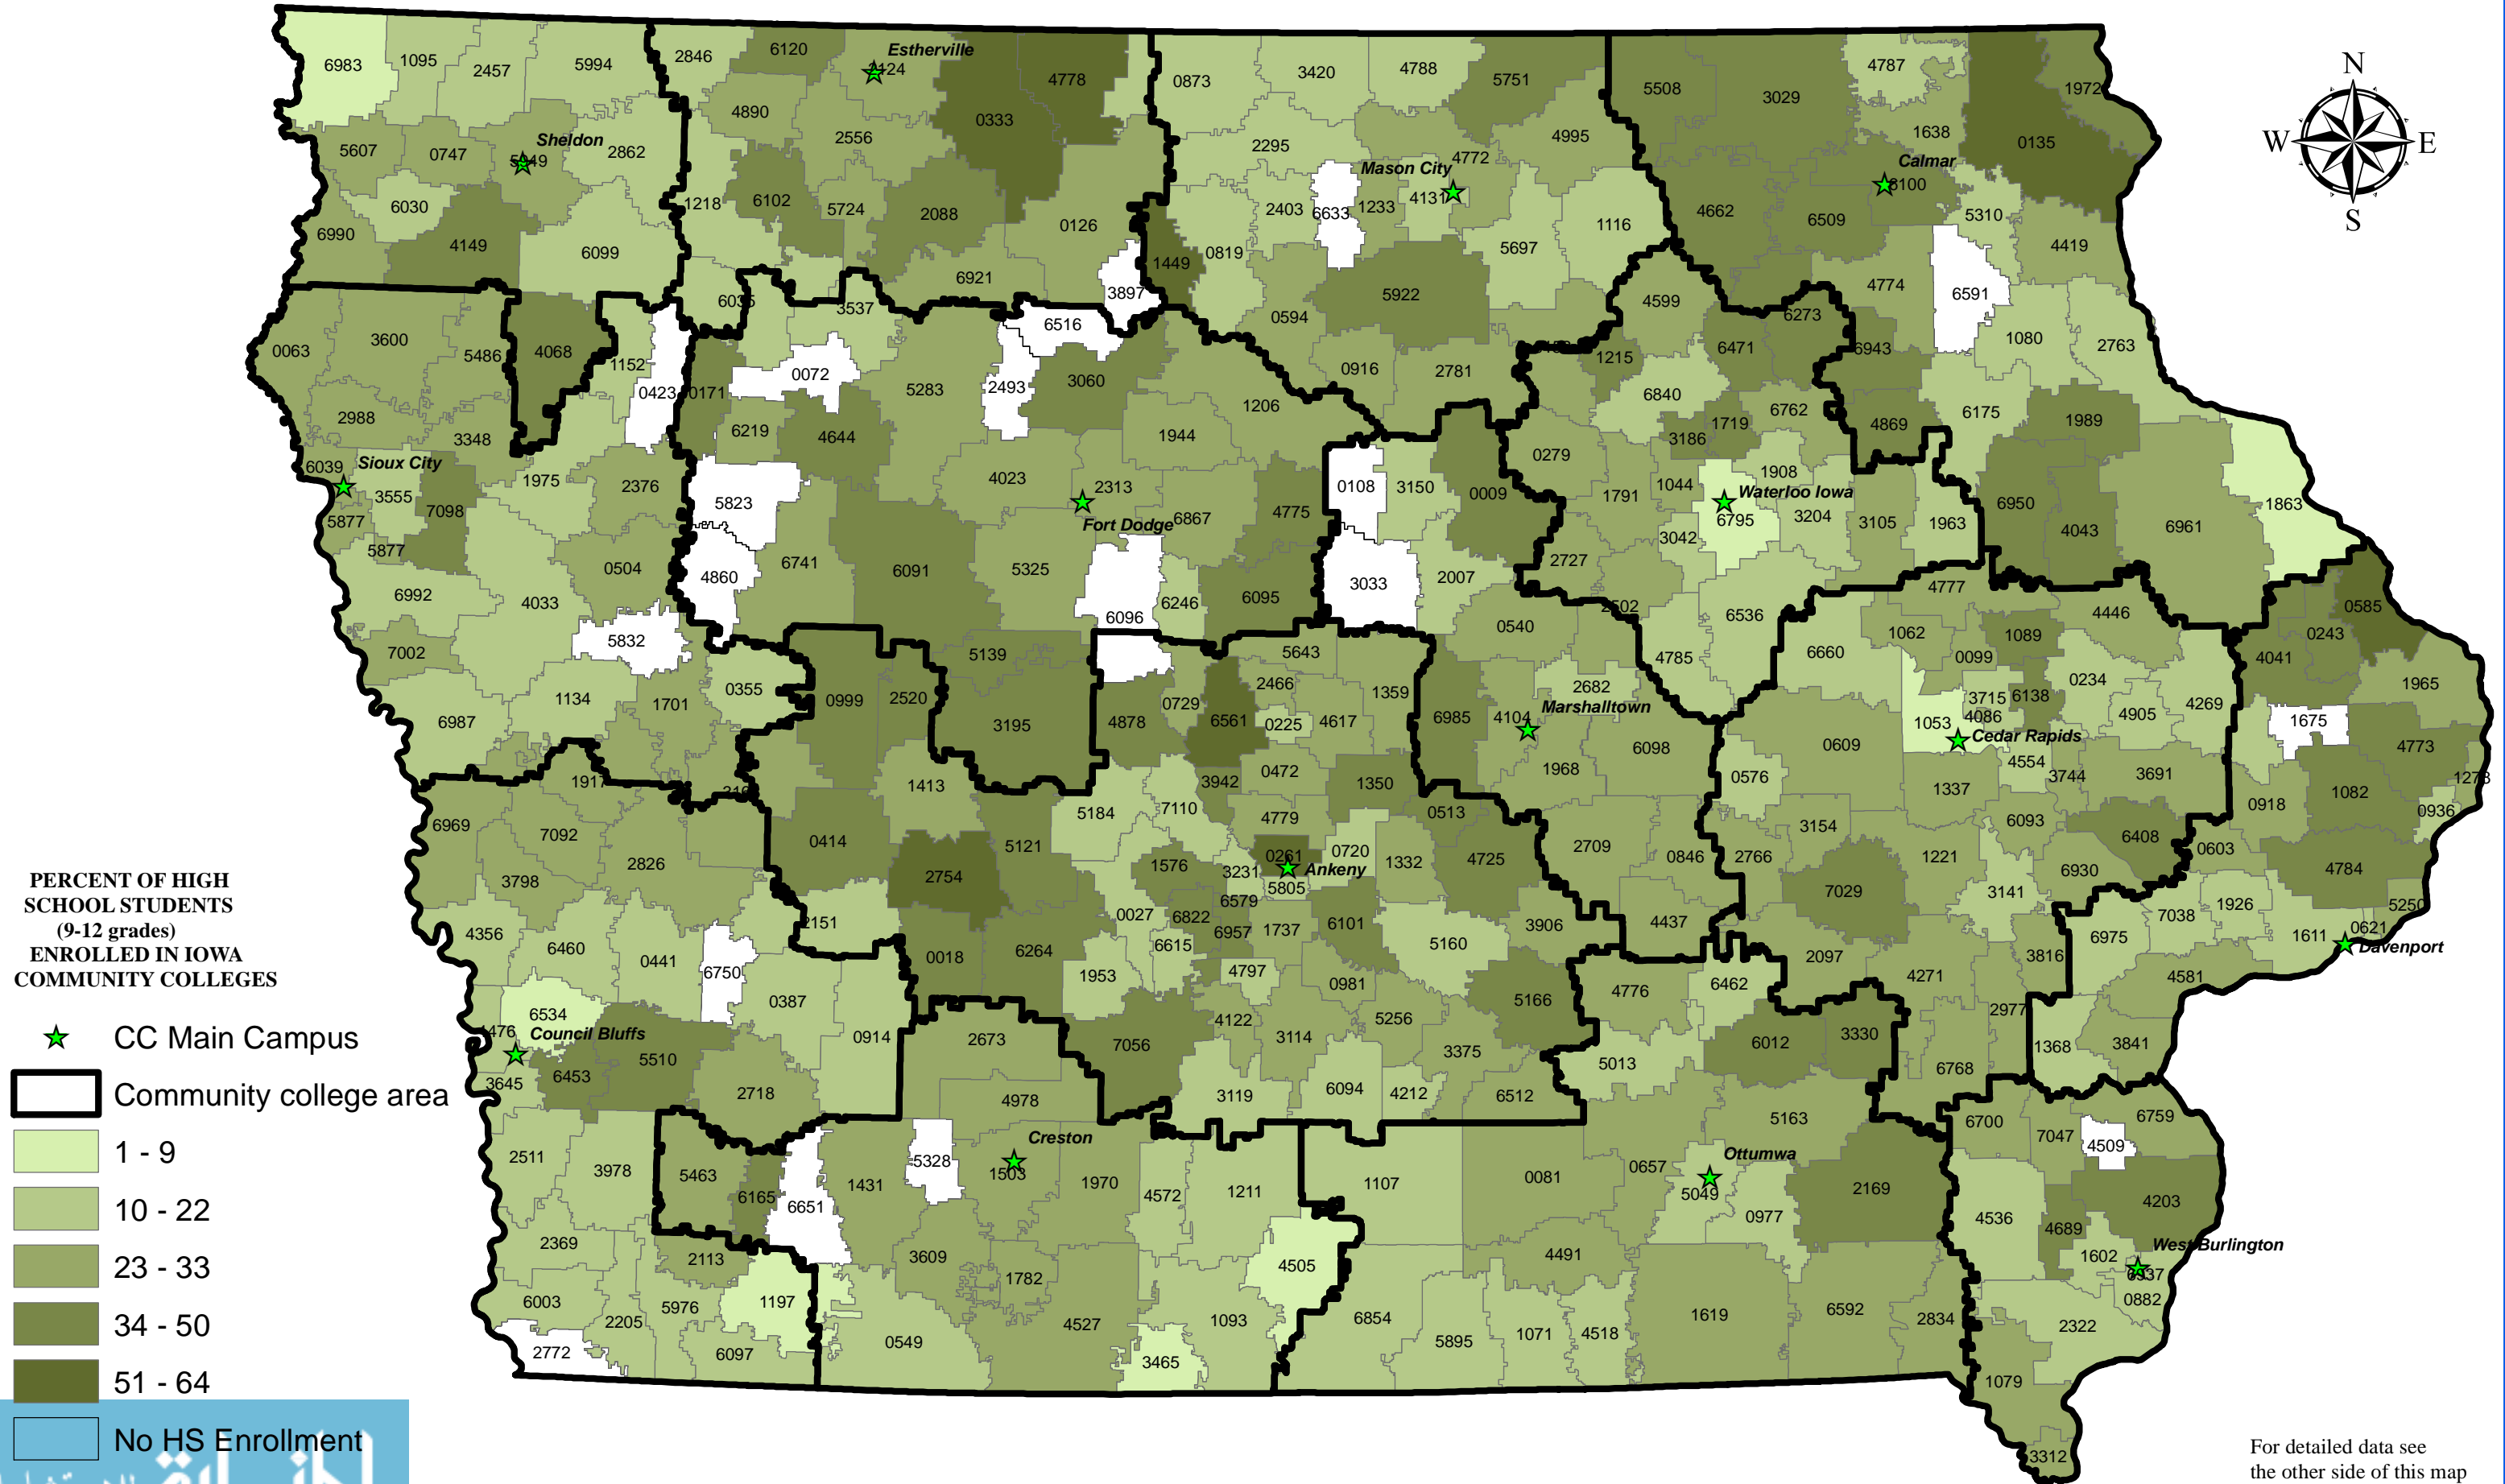 6983 1095 2457 5994 2846 6120 Estherville 0333 4778 0873 3420 4788 5751 5508 3029 4787 1972 N
4890 2556 2295 4995 1638 0135 W E
5607 0747 Sheldon 2862 Mason City 4772 Calmar S
6030 1218 6102 5724 2088 0126 2403 6633 1233 4131 1116 4662 6509 5310
6990 4149 6099 6921 1449 0819 5697 4419
3897 5922 4599 4774 6591
0063 3600 5486 4068 1152 0423 0171 3537 6516 0594 6273 1080 2763
0072 5283 2493 3060 0916 2781 1215 6471 6943
2988 3348 6219 4644 1944 1206 6840 3186 1719 6762 4869 6175 1989
6039 Sioux City 3555 7098 1975 2376 5823 4023 2313 Fort Dodge 4775 0108 3150 0009 0279 1791 1044 1908 Waterloo Iowa 6795 3204 3105 1963 6950 4043 6961 1863
5877 5877 6867 3042
6992 4033 0504 4860 6741 6091 5325 6096 6246 6095 3033 2007 2727 2502 6536 4777 4446 0585
7002 5832 5139 5643 0540 4785 6660 1062 0099 1089 0243
6987 1134 1701 0355 0999 2520 3195 4878 0729 6561 2466 0225 4617 1359 6985 4104 2682 Marshalltown 6098 0609 1053 3715 4086 6138 0234 4905 4269 4041 1965
1675 Cedar Rapids
1917 1413 3942 0472 1350 1968 0576 1337 4554 3744 3691 4773
6969 7092 2826 0414 5121 5184 7110 4779 0513 2709 0846 2766 3154 1221 6093 6408 0918 1082 0936
3798 2754 1576 3231 0261 Ankeny 0720 1332 4725 7029 6930 0603 4784
5805 6579 3141
4356 6460 0441 6750 2151 0018 6264 0027 6822 6957 1737 6101 5160 3906 4437 2097 4271 3816 6975 7038 1926 1611 0621 5250 Davenport
6615 1953 4797 0981 5166 4776 6462 4581
6534 Council Bluffs 0387 0914 2977
3645 6453 5510 2718 2673 7056 4122 3114 5256 3375 5013 6012 3330 6768 1368 3841
4978 3119 6094 4212 6512
2511 3978 5463 6165 6651 1431 5328 Creston 1503 1970 4572 1211 1107 0081 0657 Ottumwa 5049 0977 5163 2169 6700 7047 4509 6759
2369 2113 3609 1782 4505 4491 4536 4689 4203 1602 West Burlington
6003 2205 5976 1197 0549 4527 1093 6854 5895 1071 4518 1619 6592 2834 2322 0882
2772 6097 3465 1079
3312
PERCENT OF HIGH
SCHOOL STUDENTS
(9-12 grades)
ENROLLED IN IOWA
COMMUNITY COLLEGES
CC Main Campus
Community college area
1 - 9
10 - 22
23 - 33
34 - 50
51 - 64
No HS Enrollment
For detailed data see
the other side of this map